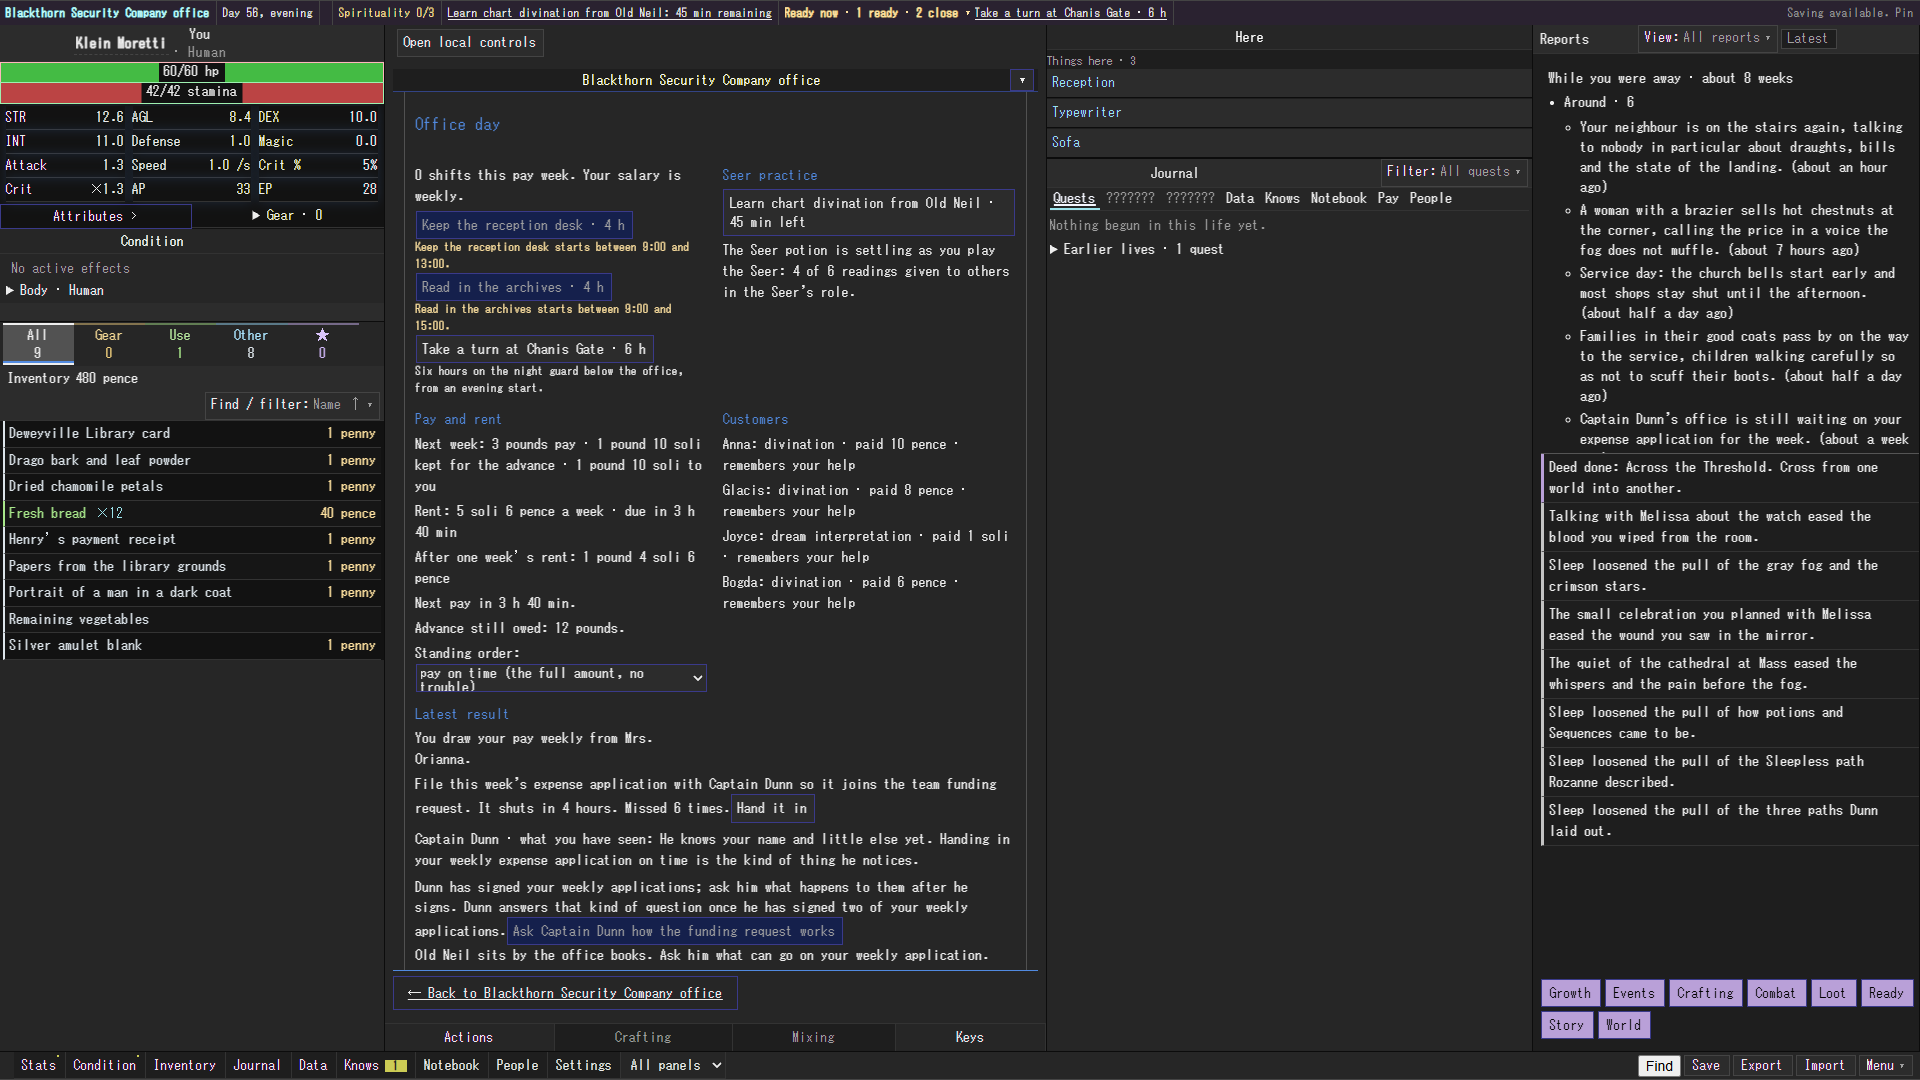 Blackthorn Security Company office
Day 56, evening
Spirituality 0/3
Learn chart divination from Old Neil: 45 min remaining
Ready now · 1 ready · 2 close ▾
Take a turn at Chanis Gate · 6 h
Saving available. Pin
Klein Moretti
You
· Human
60/60 hp
42/42 stamina
STR 12.6 AGL 8.4 DEX 10.0
INT 11.0 Defense 1.0 Magic 0.0
Attack 1.3 Speed 1.0 /s Crit % 5%
Crit ×1.3 AP 33 EP 28
Attributes >
▶ Gear · 0
Condition
No active effects
▶ Body · Human
All 9
Gear 0
Use 1
Other 8
★ 0
Inventory 480 pence
Find / filter: Name ↑ ▾
Deweyville Library card 1 penny
Drago bark and leaf powder 1 penny
Dried chamomile petals 1 penny
Fresh bread ×12 40 pence
Henry's payment receipt 1 penny
Papers from the library grounds 1 penny
Portrait of a man in a dark coat 1 penny
Remaining vegetables
Silver amulet blank 1 penny
Open local controls
Blackthorn Security Company office
▾
Office day
0 shifts this pay week. Your salary is
weekly.
Keep the reception desk · 4 h
Keep the reception desk starts between 9:00 and
13:00.
Read in the archives · 4 h
Read in the archives starts between 9:00 and
15:00.
Take a turn at Chanis Gate · 6 h
Six hours on the night guard below the office,
from an evening start.
Seer practice
Learn chart divination from Old Neil ·
45 min left
The Seer potion is settling as you play
the Seer: 4 of 6 readings given to others
in the Seer's role.
Pay and rent
Next week: 3 pounds pay · 1 pound 10 soli
kept for the advance · 1 pound 10 soli to
you
Rent: 5 soli 6 pence a week · due in 3 h
40 min
After one week's rent: 1 pound 4 soli 6
pence
Next pay in 3 h 40 min.
Advance still owed: 12 pounds.
Standing order:
pay on time (the full amount, no
trouble)
Customers
Anna: divination · paid 10 pence ·
remembers your help
Glacis: divination · paid 8 pence ·
remembers your help
Joyce: dream interpretation · paid 1 soli
· remembers your help
Bogda: divination · paid 6 pence ·
remembers your help
Latest result
You draw your pay weekly from Mrs.
Orianna.
File this week's expense application with Captain Dunn so it joins the team funding
request. It shuts in 4 hours. Missed 6 times. Hand it in
Captain Dunn · what you have seen: He knows your name and little else yet. Handing in
your weekly expense application on time is the kind of thing he notices.
Dunn has signed your weekly applications; ask him what happens to them after he
signs. Dunn answers that kind of question once he has signed two of your weekly
applications. Ask Captain Dunn how the funding request works
Old Neil sits by the office books. Ask him what can go on your weekly application.
← Back to Blackthorn Security Company office
Actions
Crafting
Mixing
Keys
Here
Things here · 3
Reception
Typewriter
Sofa
Journal
Filter: All quests ▾
Quests ??????? ??????? Data Knows Notebook Pay People
Nothing begun in this life yet.
▶ Earlier lives · 1 quest
Reports
View: All reports ▾
Latest
While you were away · about 8 weeks
• Around · 6
Your neighbour is on the stairs again, talking
to nobody in particular about draughts, bills
and the state of the landing. (about an hour
ago)
A woman with a brazier sells hot chestnuts at
the corner, calling the price in a voice the
fog does not muffle. (about 7 hours ago)
Service day: the church bells start early and
most shops stay shut until the afternoon.
(about half a day ago)
Families in their good coats pass by on the way
to the service, children walking carefully so
as not to scuff their boots. (about half a day
ago)
Captain Dunn's office is still waiting on your
expense application for the week. (about a week
Deed done: Across the Threshold. Cross from one
world into another.
Talking with Melissa about the watch eased the
blood you wiped from the room.
Sleep loosened the pull of the gray fog and the
crimson stars.
The small celebration you planned with Melissa
eased the wound you saw in the mirror.
The quiet of the cathedral at Mass eased the
whispers and the pain before the fog.
Sleep loosened the pull of how potions and
Sequences came to be.
Sleep loosened the pull of the Sleepless path
Rozanne described.
Sleep loosened the pull of the three paths Dunn
laid out.
Growth Events Crafting Combat Loot Ready
Story World
Stats Condition Inventory Journal Data Knows 1 Notebook People Settings All panels
Find Save Export Import Menu ▾